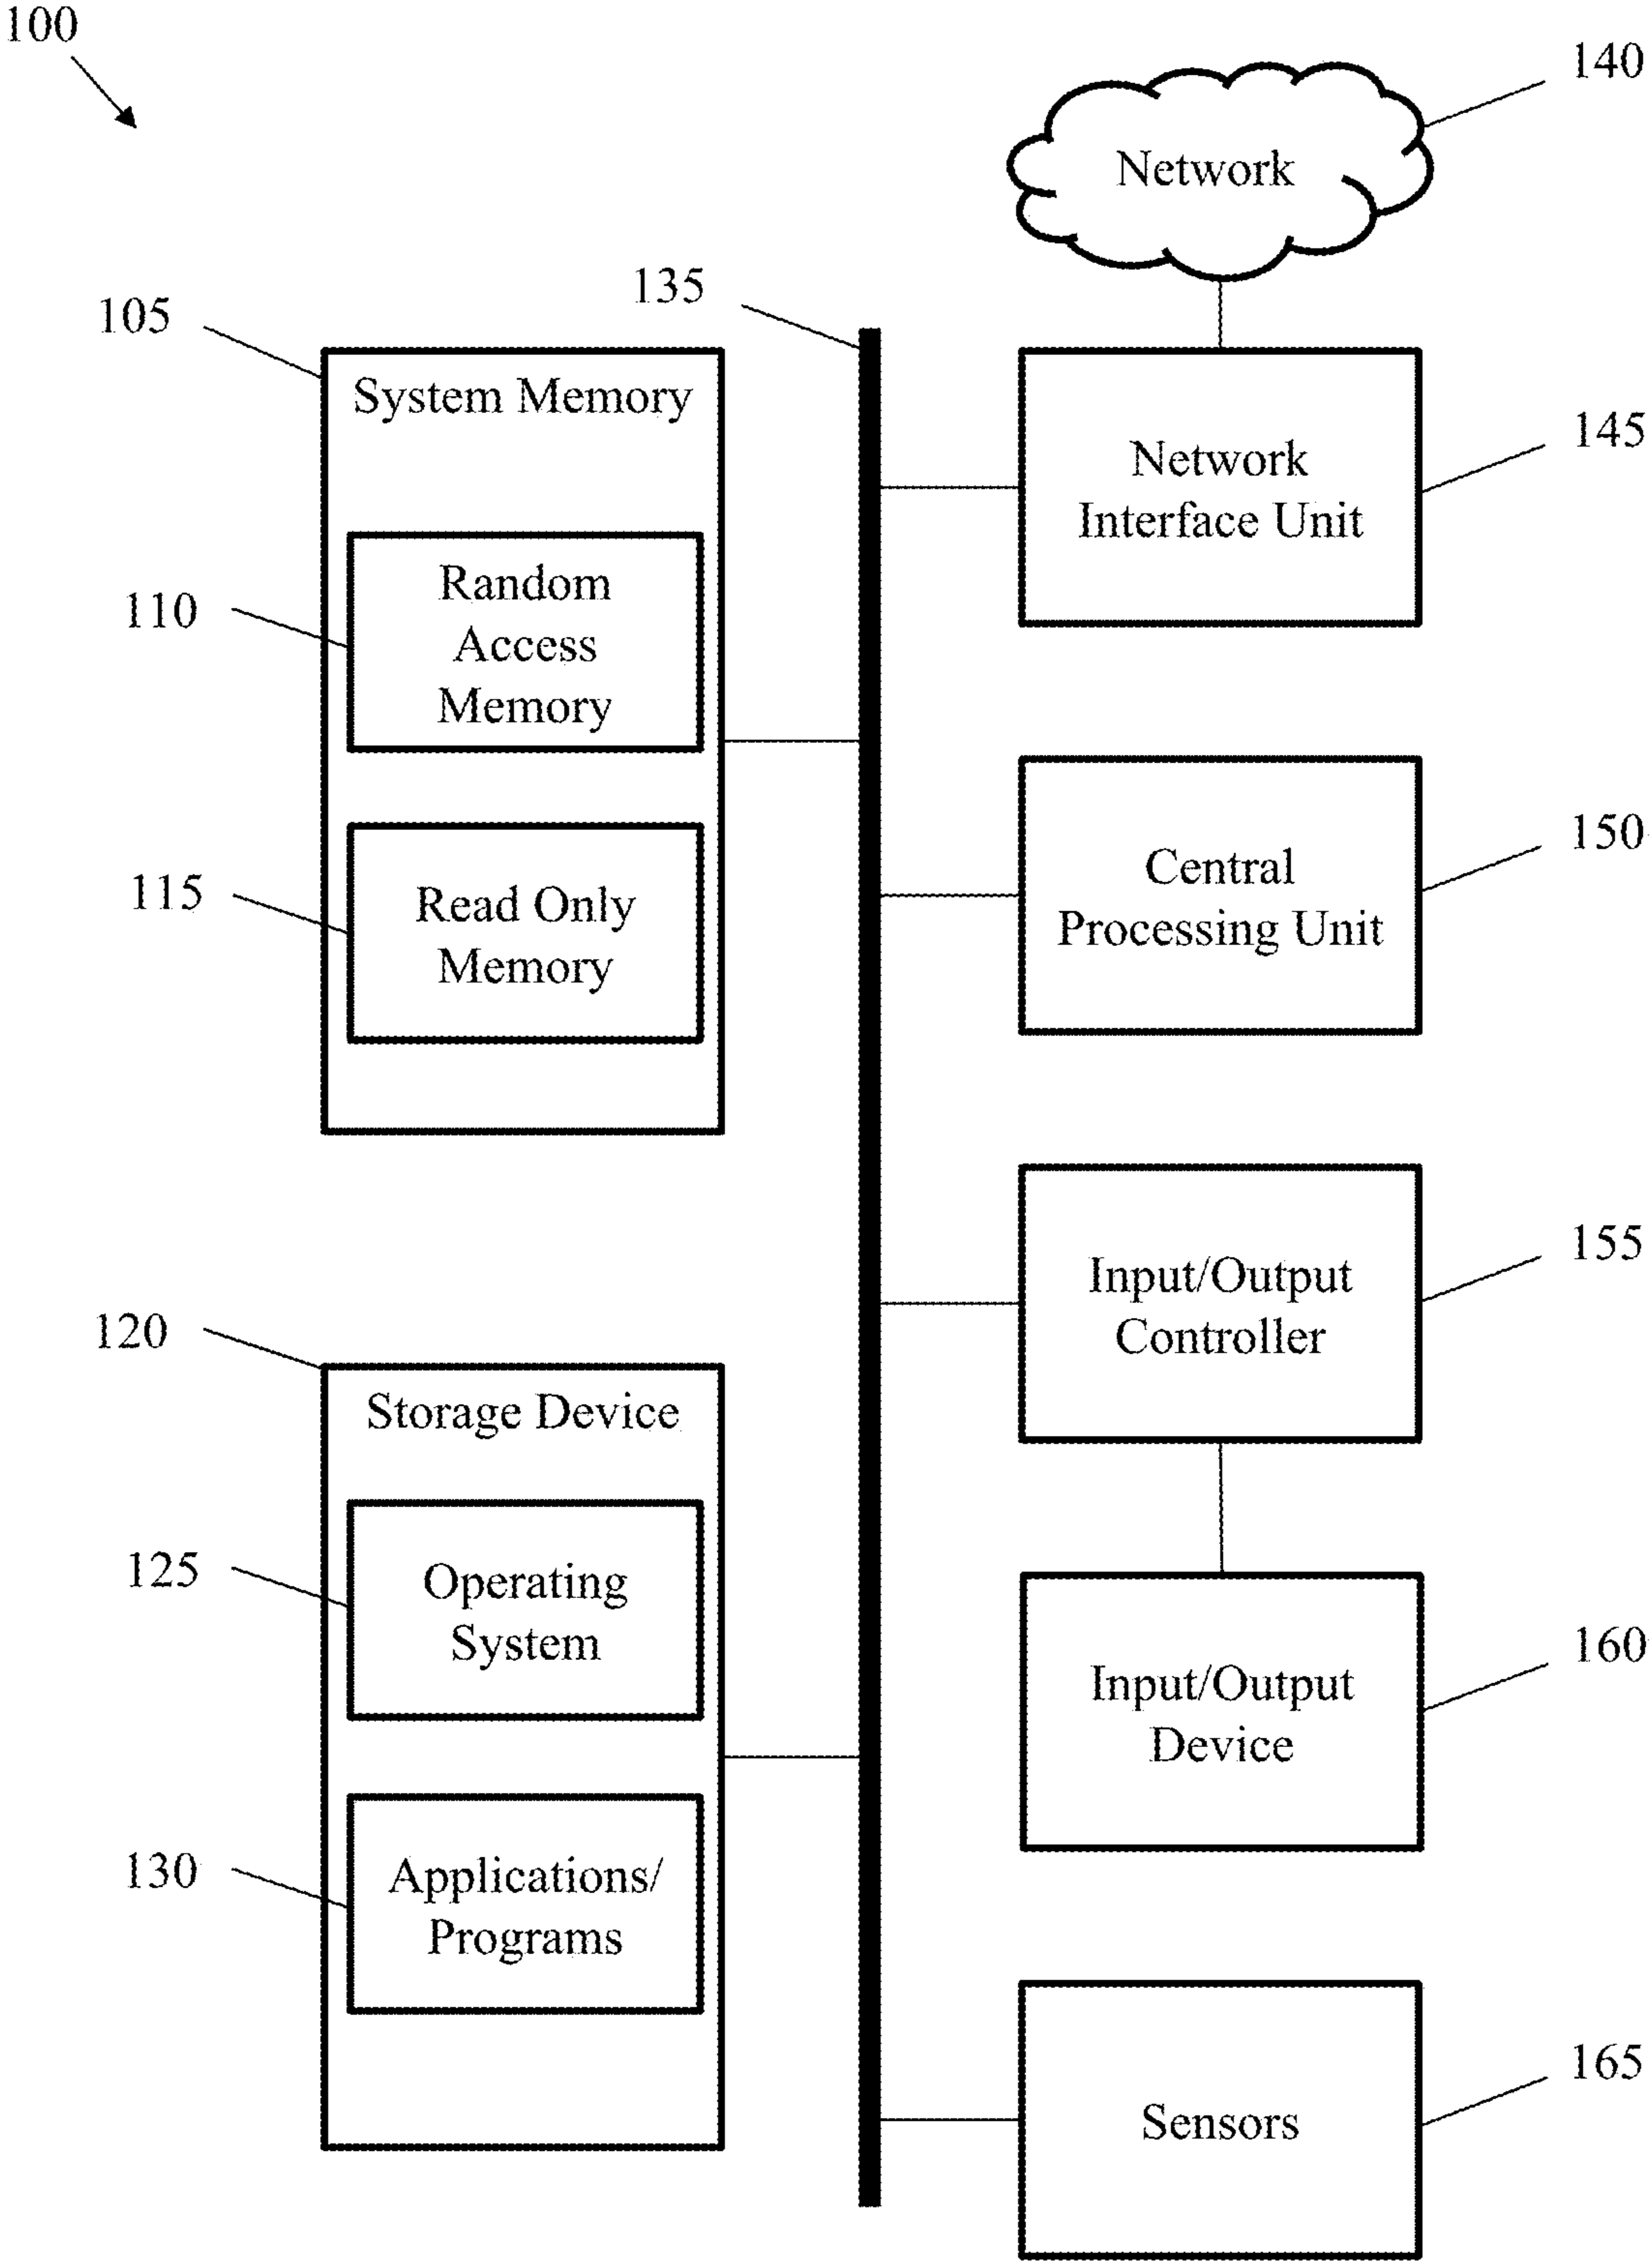 100
140
Network
135
105
System Memory
145
Network
Interface Unit
110
Random
Access
Memory
150
Central
Processing Unit
115
Read Only
Memory
155
Input/Output
Controller
120
Storage Device
125
Operating
System
160
Input/Output
Device
130
Applications/
Programs
165
Sensors